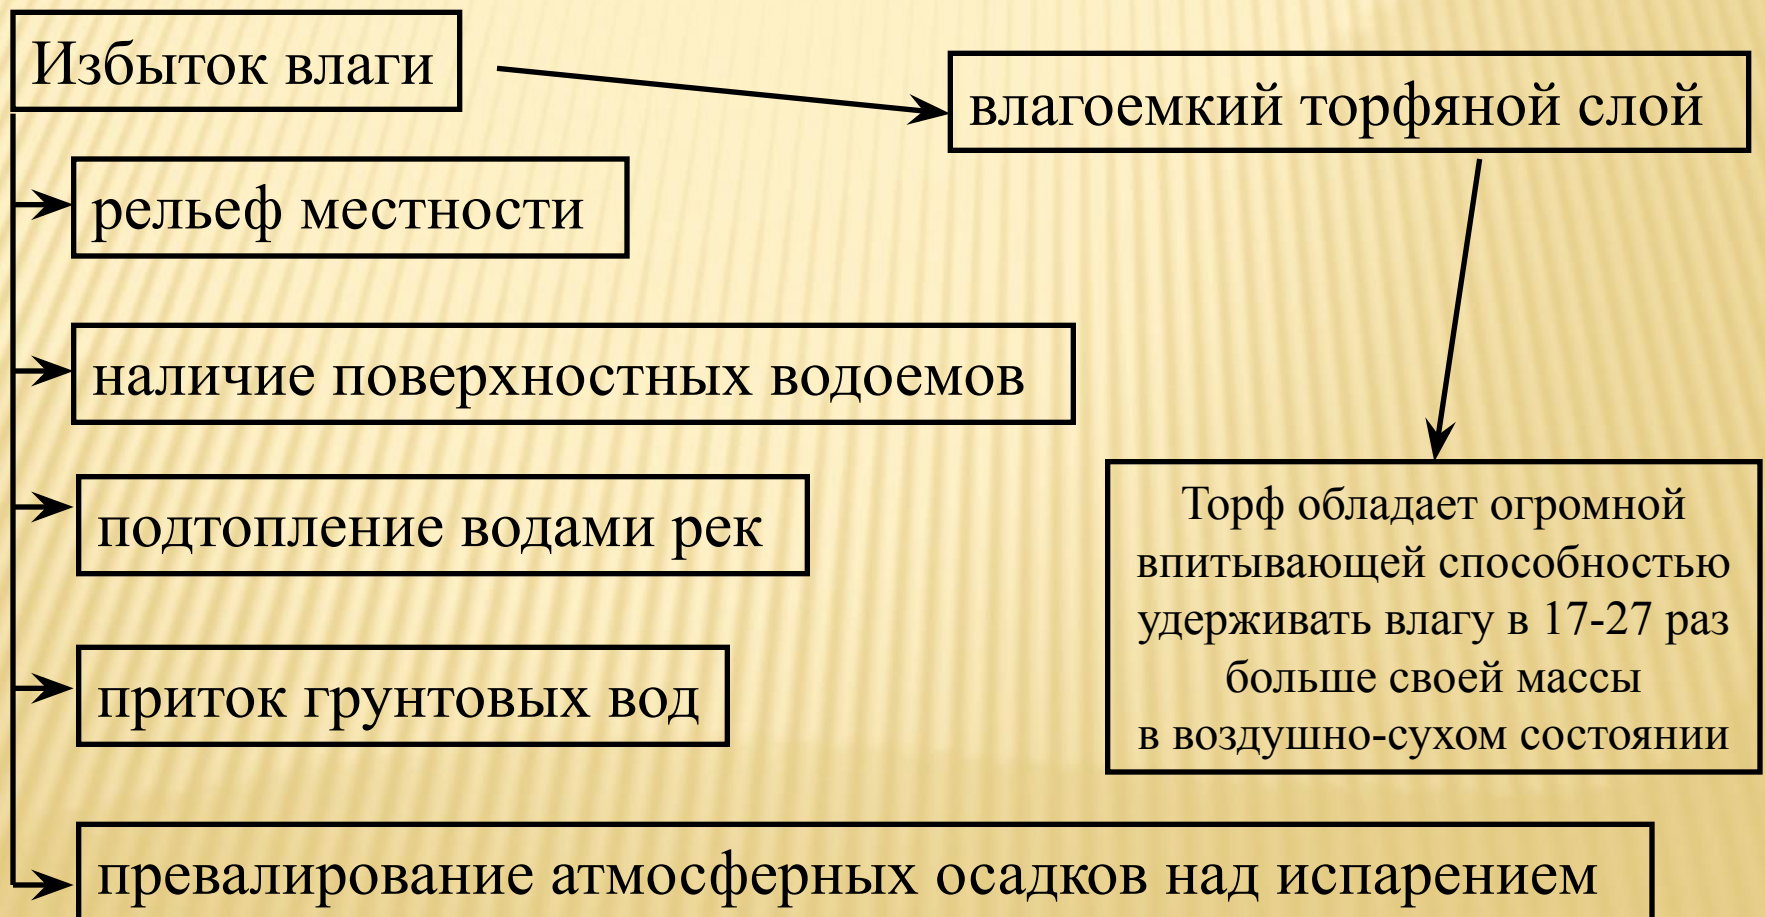 Избыток влаги
влагоемкий торфяной слой
рельеф местности
наличие поверхностных водоемов
подтопление водами рек
приток грунтовых вод
превалирование атмосферных осадков над испарением
Торф обладает огромной
впитывающей способностью
удерживать влагу в 17-27 раз
больше своей массы
в воздушно-сухом состоянии